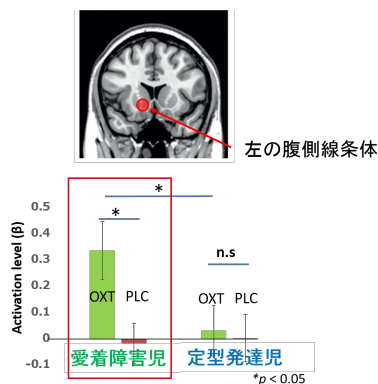 左の腹側線条体
Activation level (β)
0.5
0.4
0.3
0.2
0.1
0
-0.1
*
*
n.s
OXT
PLC
OXT
PLC
愛着障害児
定型発達児
*p < 0.05